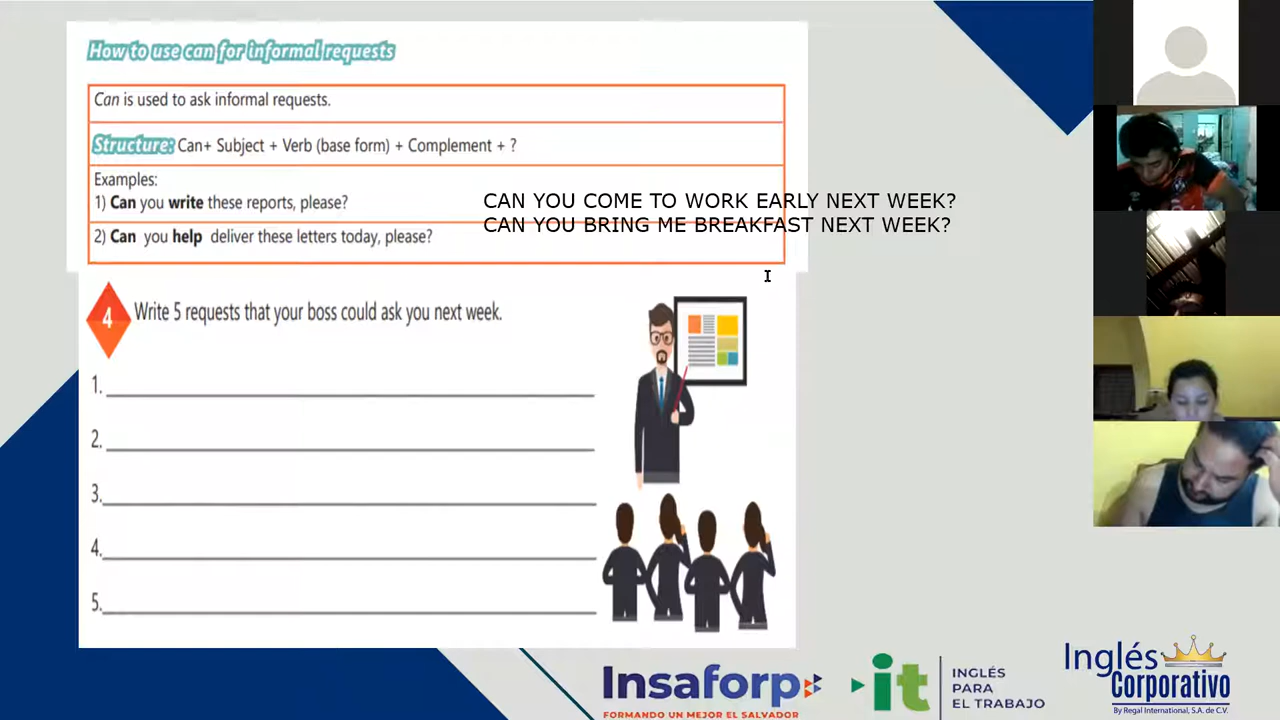 How to use can for informal requests
Can is used to ask informal requests.
Structure: Can+ Subject + Verb (base form) + Complement + ?
Examples:
1) Can you write these reports, please?
2) Can you help deliver these letters today, please?
CAN YOU COME TO WORK EARLY NEXT WEEK?
CAN YOU BRING ME BREAKFAST NEXT WEEK?
4 Write 5 requests that your boss could ask you next week.
1.
2.
3.
4.
5.
Insaforp
FORMANDO UN MEJOR EL SALVADOR
it
INGLÉS
PARA
EL TRABAJO
Inglés
Corporativo
By Regal International, S.A. de C.V.